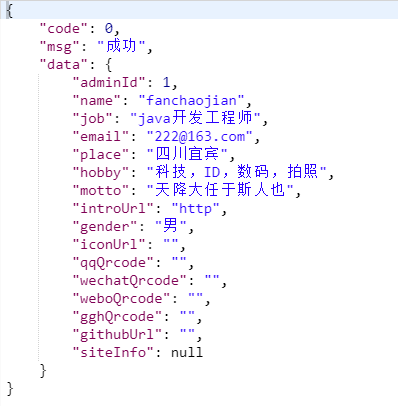 {
    "code": 0,
    "msg": "成功",
    "data": {
        "adminId": 1,
        "name": "fanchaojian",
        "job": "java开发工程师",
        "email": "222@163.com",
        "place": "四川宜宾",
        "hobby": "科技，ID，数码，拍照",
        "motto": "天降大任于斯人也",
        "introUrl": "http",
        "gender": "男",
        "iconUrl": "",
        "qqQrcode": "",
        "wechatQrcode": "",
        "weboQrcode": "",
        "gghQrcode": "",
        "githubUrl": "",
        "siteInfo": null
    }
}